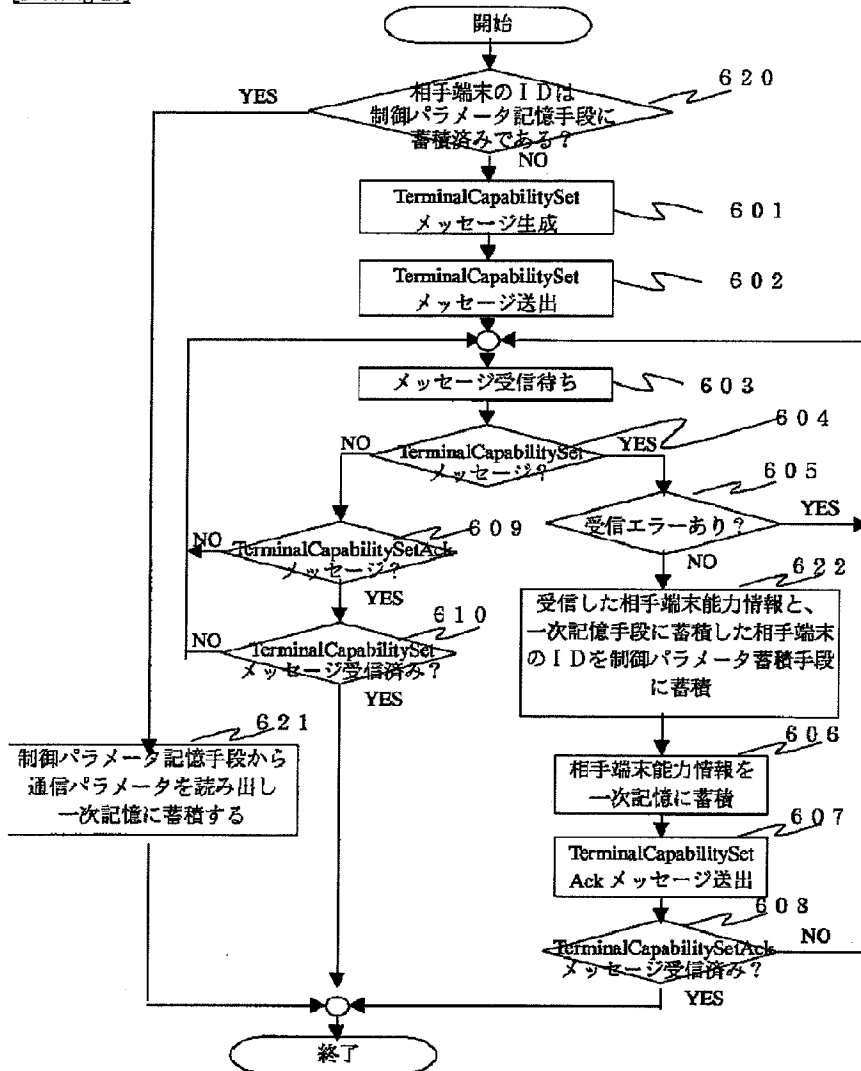 開始
相手端末のIDは
制御パラメータ記憶手段に
蓄積済みである？
620
YES
NO
TerminalCapabilitySet
メッセージ生成
601
TerminalCapabilitySet
メッセージ送出
602
メッセージ受信待ち
603
604
NO
TerminalCapabilitySet
メッセージ？
YES
605
受信エラーあり？
YES
NO
609
NO
TerminalCapabilitySetAck
メッセージ？
YES
622
受信した相手端末能力情報と、
一次記憶手段に蓄積した相手端末
のIDを制御パラメータ蓄積手段
に蓄積
610
NO
TerminalCapabilitySet
メッセージ受信済み？
YES
621
制御パラメータ記憶手段から
通信パラメータを読み出し
一次記憶に蓄積する
606
相手端末能力情報を
一次記憶に蓄積
607
TerminalCapabilitySet
Ackメッセージ送出
608
TerminalCapabilitySetAck
メッセージ受信済み？
NO
YES
終了